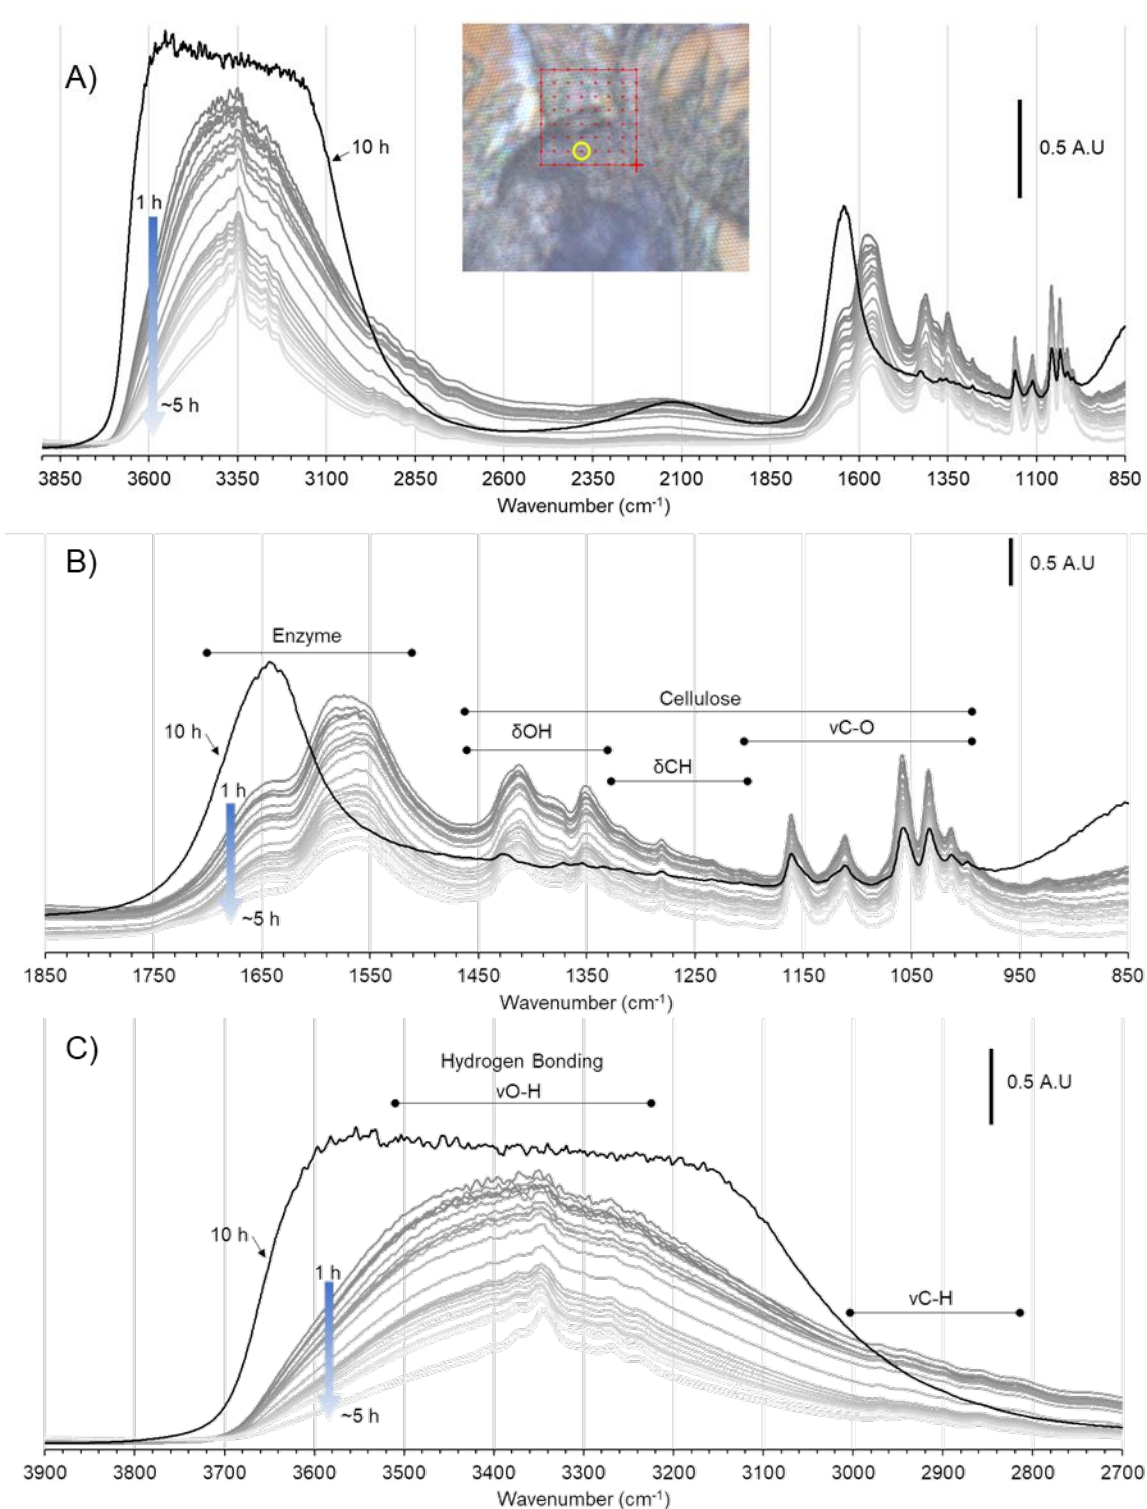 A)
10 h
0.5 A.U
1 h
~5 h
3850 3600 3350 3100 2850 2600 2350 2100 1850 1600 1350 1100 850
Wavenumber (cm-1)
B)
0.5 A.U
Enzyme
Cellulose
10 h
δOH
vC-O
δCH
1 h
~5 h
1850 1750 1650 1550 1450 1350 1250 1150 1050 950 850
Wavenumber (cm-1)
C)
Hydrogen Bonding
vO-H
0.5 A.U
10 h
1 h
vC-H
~5 h
3900 3800 3700 3600 3500 3400 3300 3200 3100 3000 2900 2800 2700
Wavenumber (cm-1)